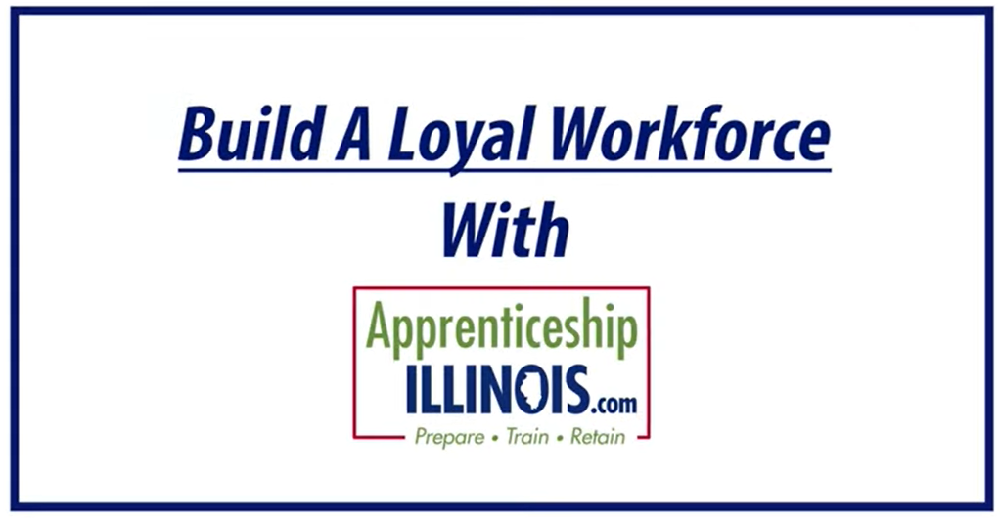 Build A Loyal Workforce
With
Apprenticeship
ILLINOIS.com
Prepare • Train • Retain